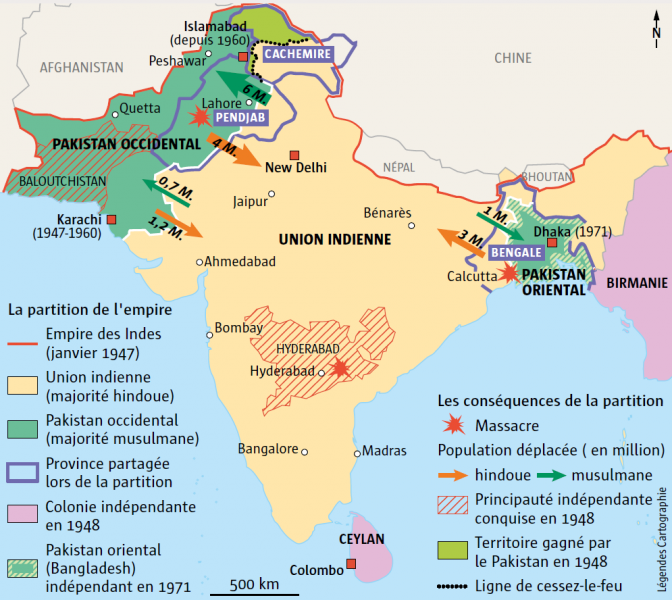 Islamabad
(depuis 1960)
Peshawar
CACHEMIRE
AFGHANISTAN
CHINE
N
6 M.
Lahore
PENDJAB
Quetta
PAKISTAN OCCIDENTAL
4 M.
New Delhi
NÉPAL
BHOUTAN
BALOUTCHISTAN
0,7 M.
Jaipur
Karachi
(1947-1960)
1,2 M.
Bénarès
1 M.
3 M.
Dhaka (1971)
UNION INDIENNE
BENGALE
Ahmedabad
Calcutta
PAKISTAN
ORIENTAL
BIRMANIE
La partition de l'empire
Empire des Indes
(janvier 1947)
Union indienne
(majorité hindoue)
Pakistan occidental
(majorité musulmane)
Province partagée
lors de la partition
Colonie indépendante
en 1948
Pakistan oriental
(Bangladesh)
indépendant en 1971
Bombay
HYDERABAD
Hyderabad
Bangalore
Madras
CEYLAN
Colombo
500 km
Les conséquences de la partition
Massacre
Population déplacée ( en million)
hindoue
musulmane
Principauté indépendante
conquise en 1948
Territoire gagné par
le Pakistan en 1948
Ligne de cessez-le-feu
Légendes Cartographie